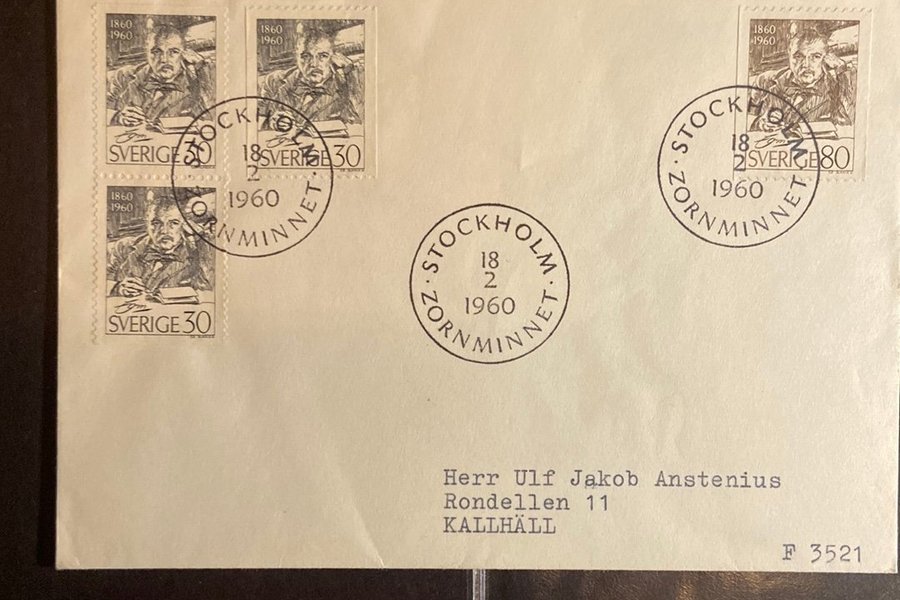 1860
1960
SVERIGE 30
1860
1960
SVERIGE 30
1860
1960
SVERIGE 30
1860
1960
SVERIGE 80
STOCKHOLM
18
2
1960
ZORNMINNET
STOCKHOLM
18
2
1960
ZORNMINNET
STOCKHOLM
18
2
1960
ZORNMINNET
Herr Ulf Jakob Anstenius
Rondellen 11
KALLHÄLL
F 3521